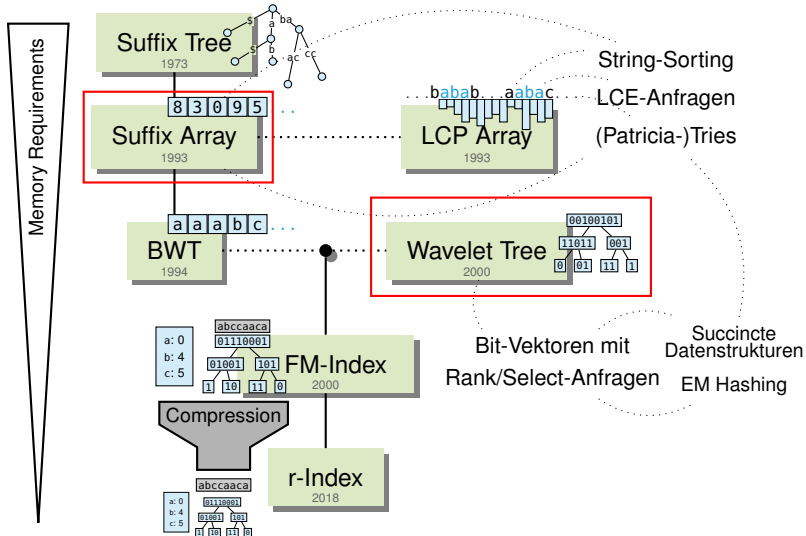 Memory Requirements
Suffix Tree
1973
$
a
ba
$
b
ac
cc
8 3 0 9 5 ..
Suffix Array
1993
...babab...aabac...
LCP Array
1993
String-Sorting
LCE-Anfragen
(Patricia-)Tries
a a a b c ...
BWT
1994
Wavelet Tree
2000
00100101
11011 001
0 01 11 1
Bit-Vektoren mit
Rank/Select-Anfragen
Succincte
Datenstrukturen
EM Hashing
a: 0
b: 4
c: 5
abccaaca
01110001
01001 101
1 10 11 0
FM-Index
2000
Compression
r-Index
2018
abccaaca
a: 0
b: 4
c: 5
01110001
01001 101
1 10 11 0